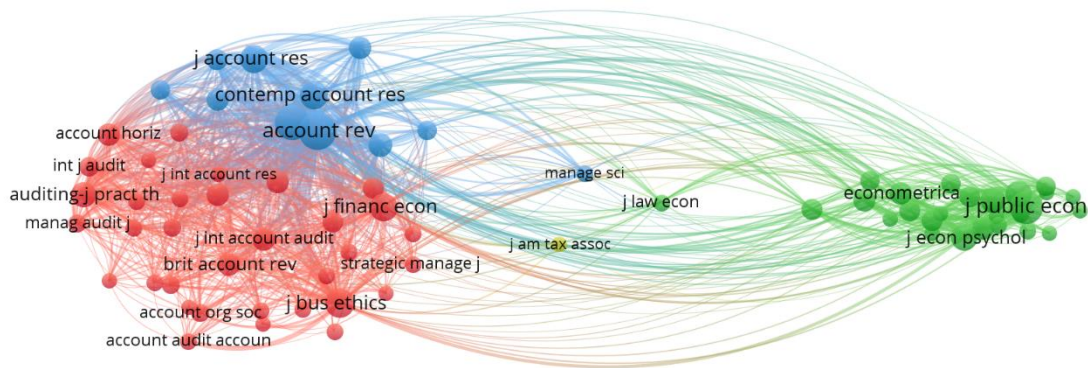 j account res
contemp account res
account rev
account horiz
int j audit
j int account res
auditing-j pract th
manag audit j
j financ econ
j int account audit
brit account rev
strategic manage j
j bus ethics
account org soc
account audit accoun
manage sci
j law econ
j am tax assoc
econometrica
j public econ
j econ psychol